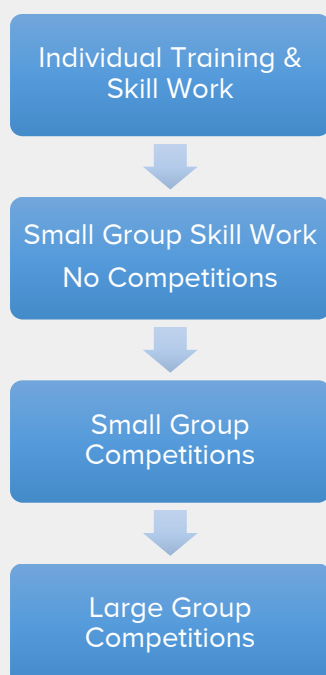 Individual Training &
Skill Work
Small Group Skill Work
No Competitions
Small Group
Competitions
Large Group
Competitions